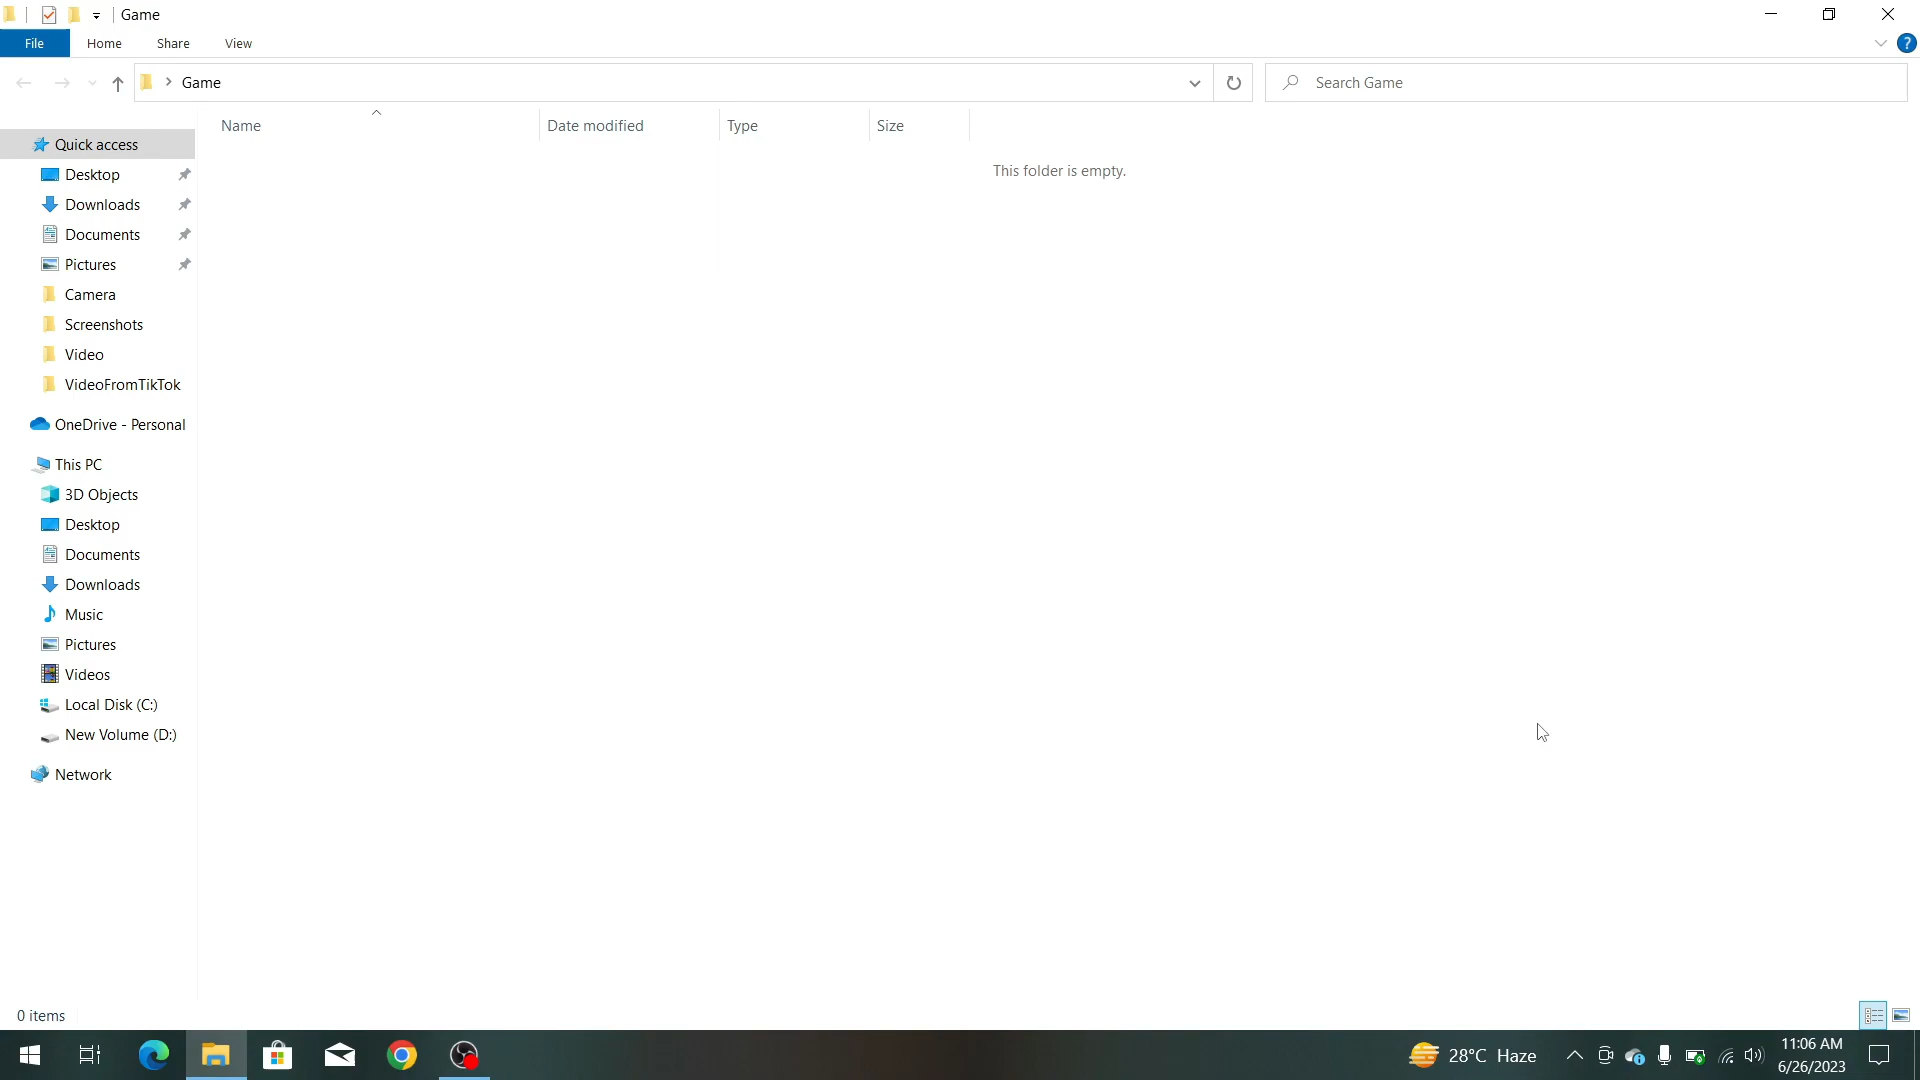 Game
File Home Share View
Game
Search Game
Name Date modified Type Size
This folder is empty.
Quick access
Desktop
Downloads
Documents
Pictures
Camera
Screenshots
Video
VideoFromTikTok
OneDrive - Personal
This PC
3D Objects
Desktop
Documents
Downloads
Music
Pictures
Videos
Local Disk (C:)
New Volume (D:)
Network
0 items
28°C Haze
11:06 AM
6/26/2023